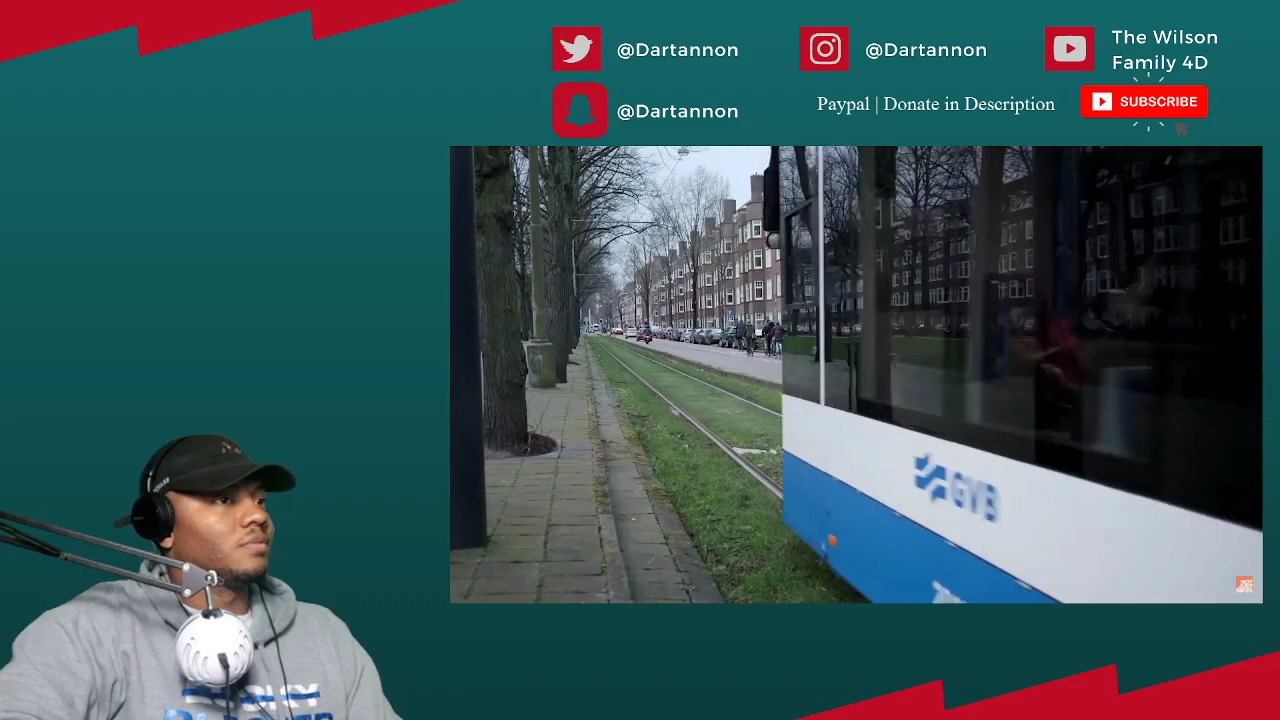 @Dartannon
@Dartannon
The Wilson
Family 4D
@Dartannon
Paypal | Donate in Description
SUBSCRIBE
GVB